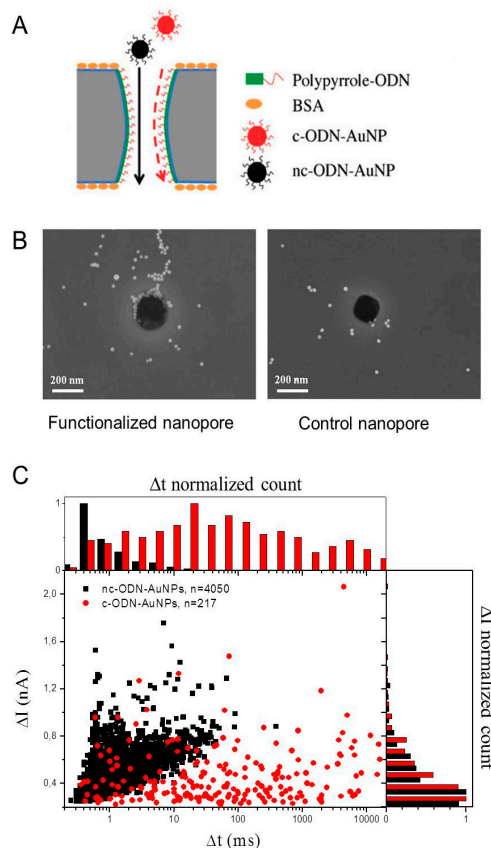 A
Polypyrrole-ODN
BSA
c-ODN-AuNP
nc-ODN-AuNP
B
200 nm
200 nm
Functionalized nanopore
Control nanopore
C
Δt normalized count
1
0
nc-ODN-AuNPs, n=4050
c-ODN-AuNPs, n=217
2,0
1,6
1,2
0,8
0,4
ΔI (nA)
1 10 100 1000 10000
Δt (ms)
0 1
ΔI normalized count